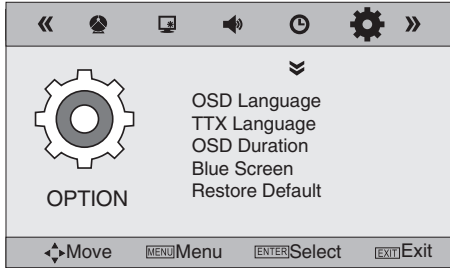 OSD Language
TTX Language
OSD Duration
Blue Screen
Restore Default
OPTION
Move MENU Menu ENTER Select EXIT Exit